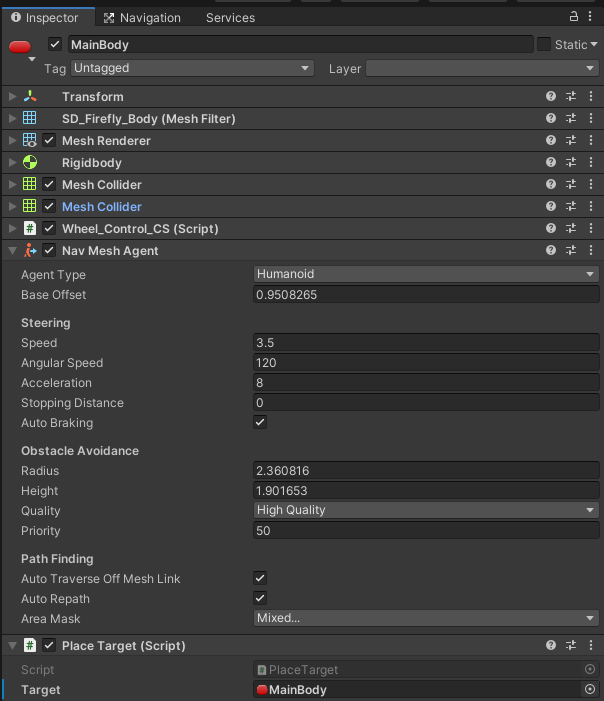 Inspector Navigation Services
MainBody Static
Tag Untagged Layer
Transform
SD_Firefly_Body (Mesh Filter)
Mesh Renderer
Rigidbody
Mesh Collider
Mesh Collider
Wheel_Control_CS (Script)
Nav Mesh Agent
Agent Type Humanoid
Base Offset 0.9508265
Steering
Speed 3.5
Angular Speed 120
Acceleration 8
Stopping Distance 0
Auto Braking
Obstacle Avoidance
Radius 2.360816
Height 1.901653
Quality High Quality
Priority 50
Path Finding
Auto Traverse Off Mesh Link
Auto Repath
Area Mask Mixed...
Place Target (Script)
Script PlaceTarget
Target MainBody